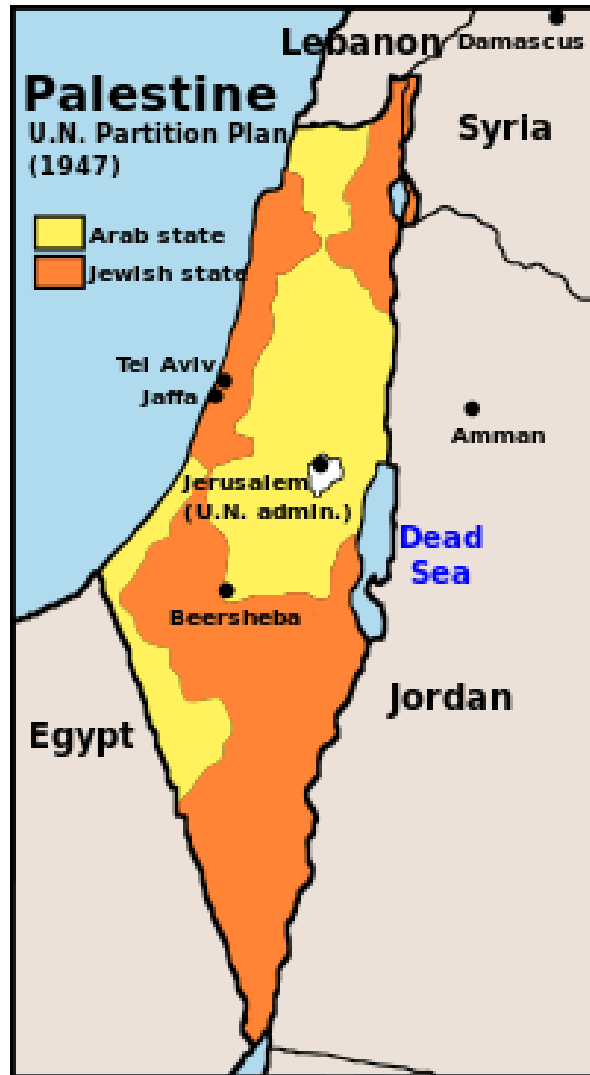 Lebanon
Damascus
Palestine
U.N. Partition Plan
(1947)
Syria
Arab state
Jewish state
Tel Aviv
Jaffa
Amman
Jerusalem
(U.N. admin.)
Dead
Sea
Beersheba
Jordan
Egypt